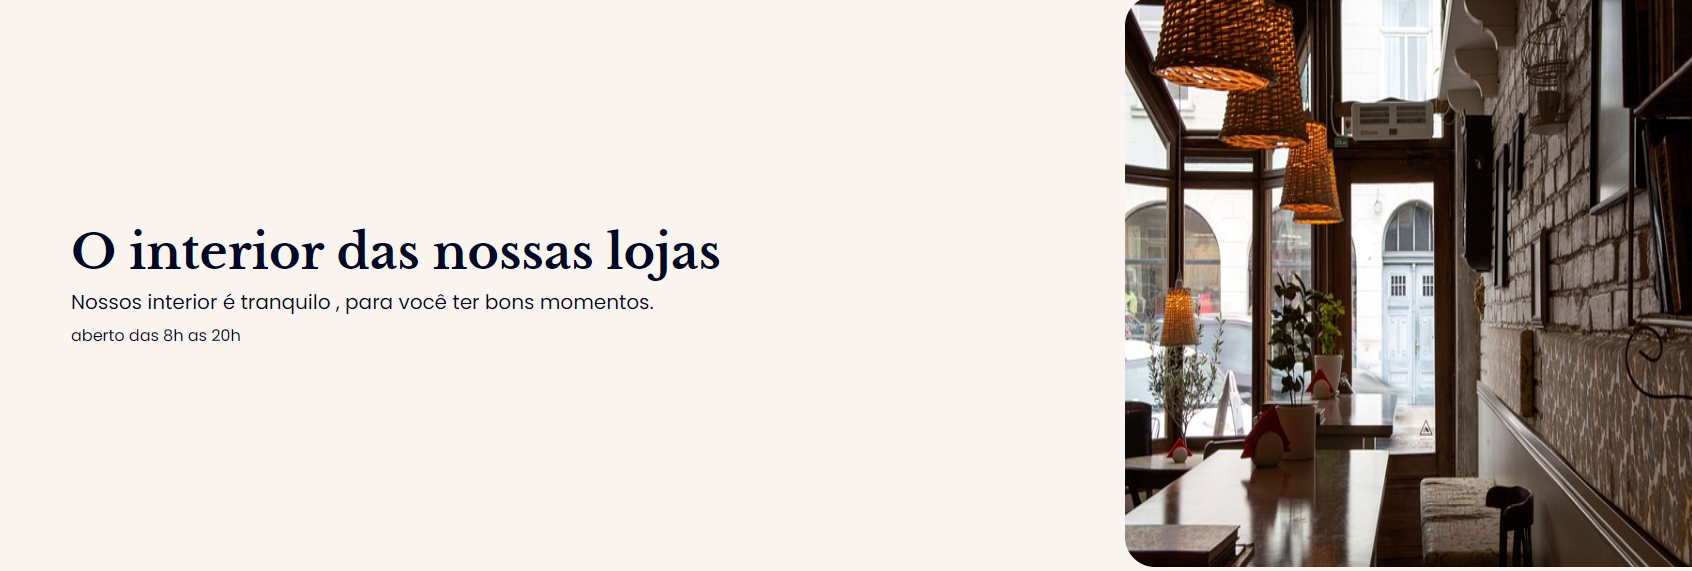 O interior das nossas lojas
Nossos interior é tranquilo , para você ter bons momentos.
aberto das 8h as 20h